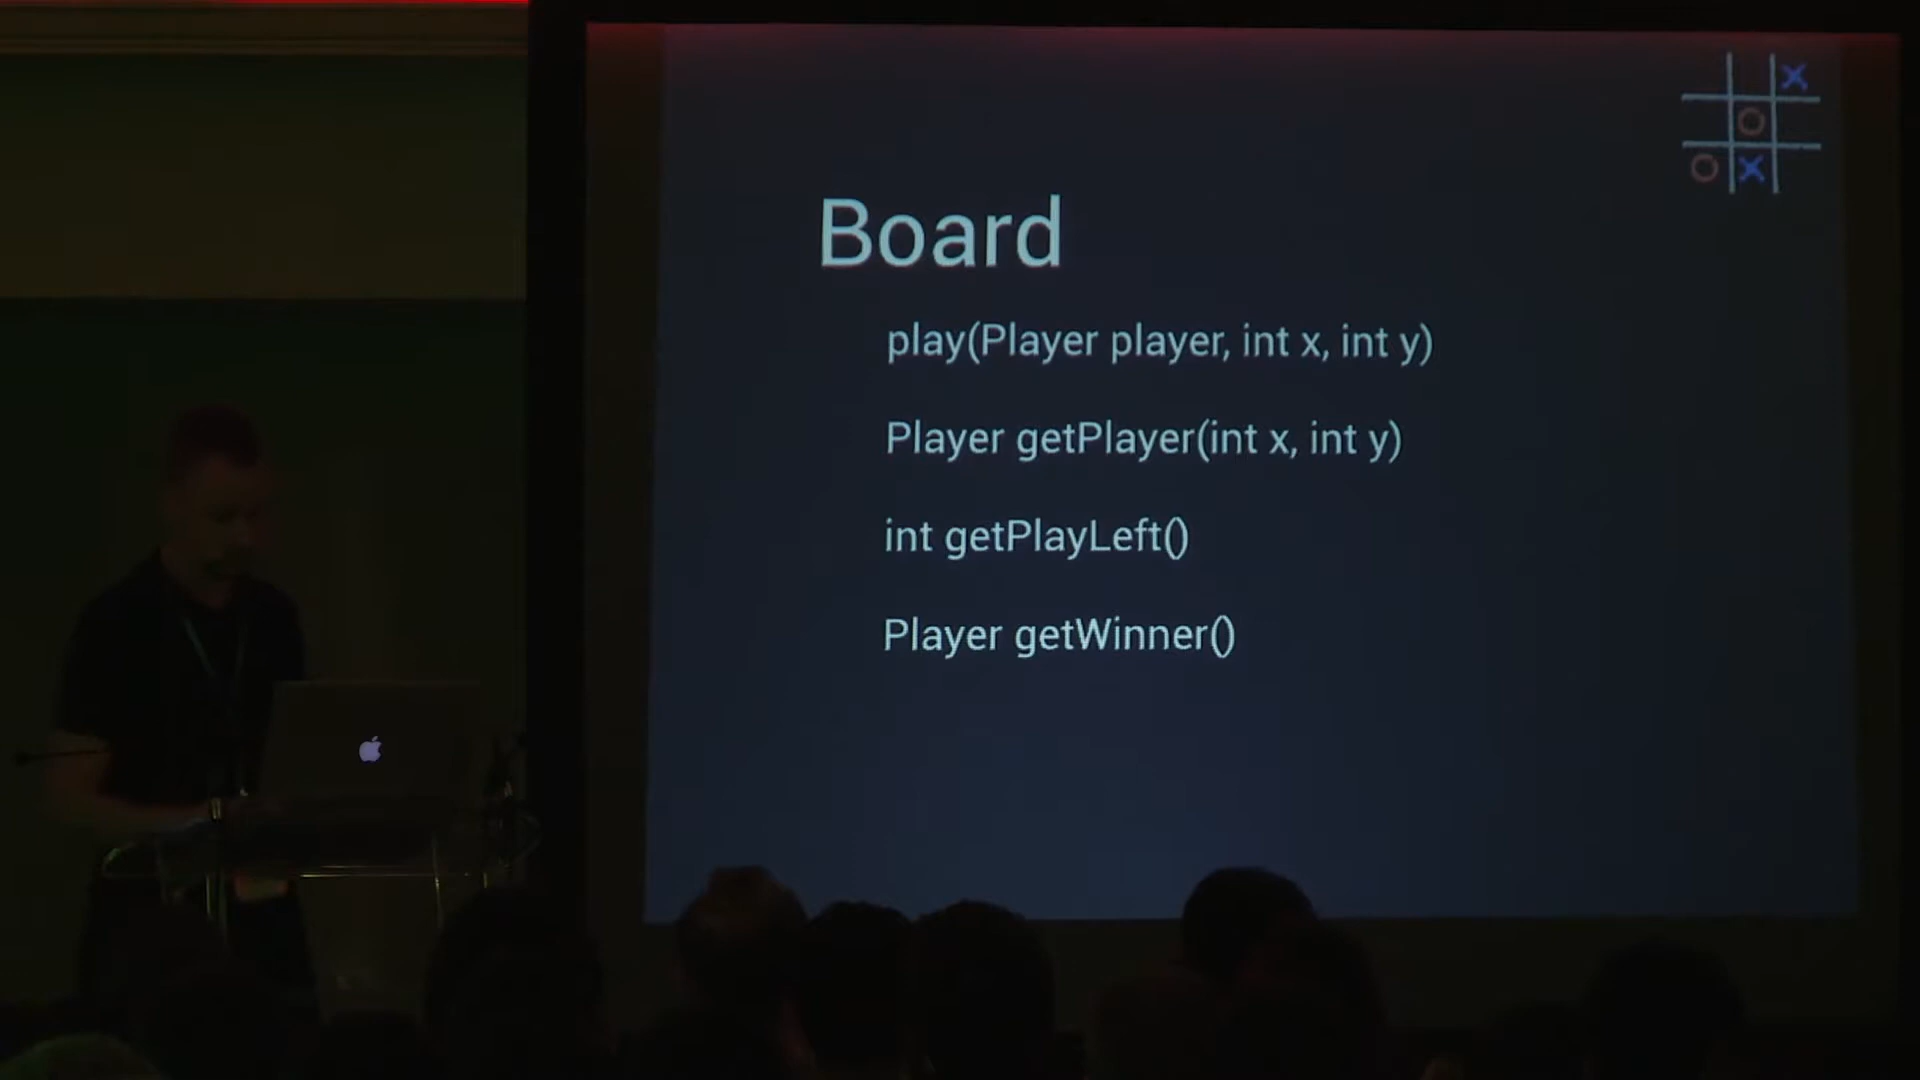 Board
play(Player player, int x, int y)
Player getPlayer(int x, int y)
int getPlayLeft()
Player getWinner()